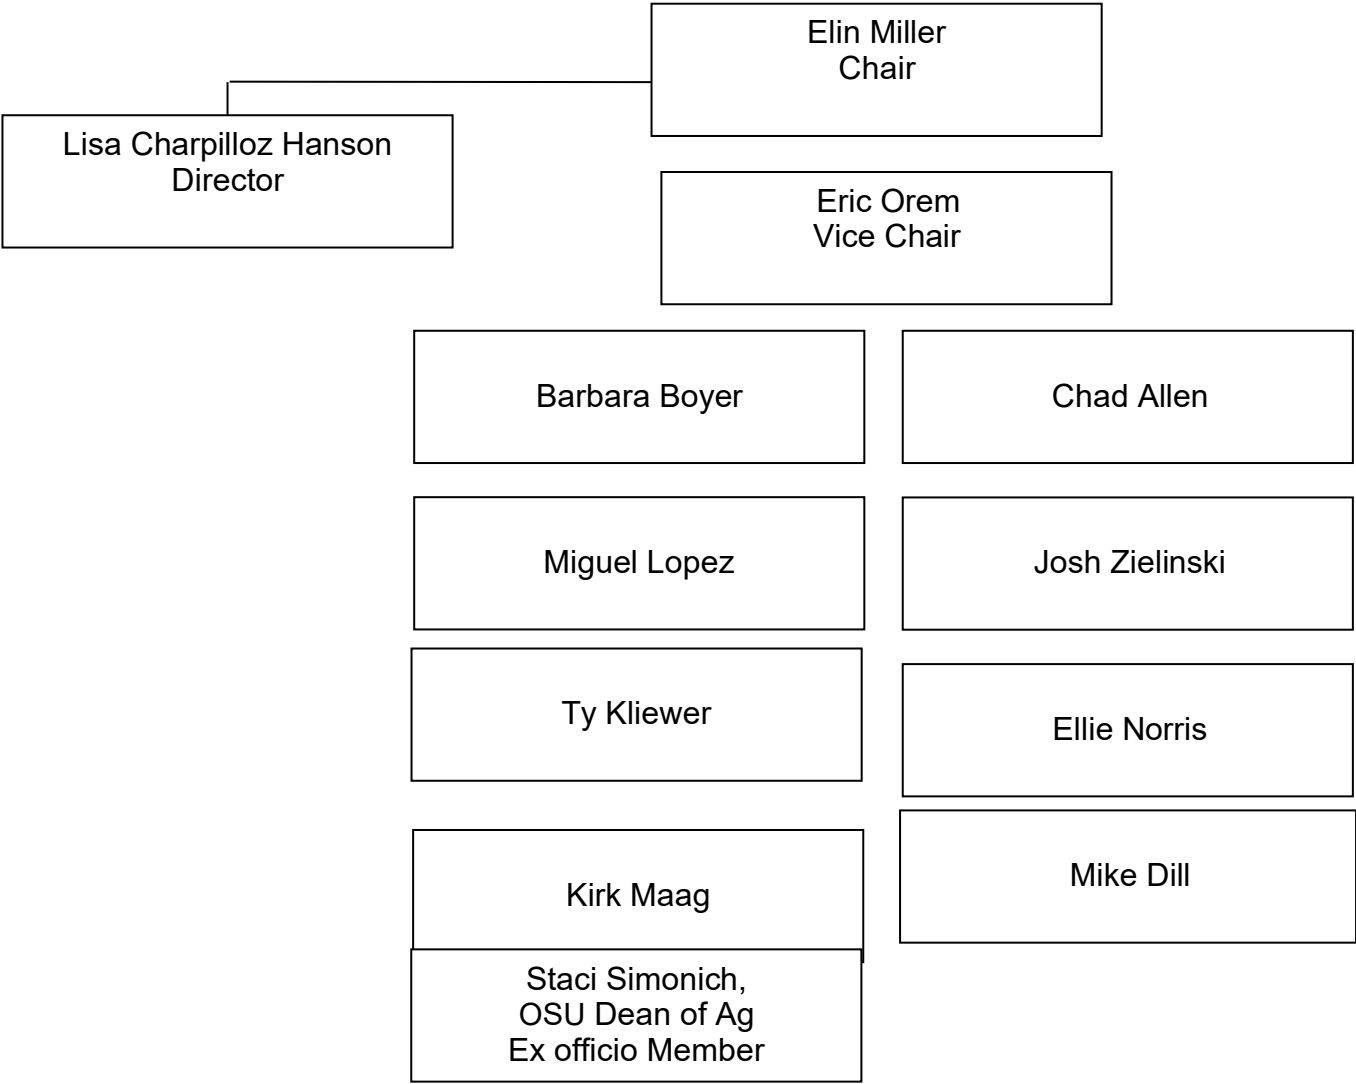 Elin Miller
Chair
Lisa Charpilloz Hanson
Director
Eric Orem
Vice Chair
Barbara Boyer
Chad Allen
Miguel Lopez
Josh Zielinski
Ty Kliewer
Ellie Norris
Kirk Maag
Mike Dill
Staci Simonich,
OSU Dean of Ag
Ex officio Member